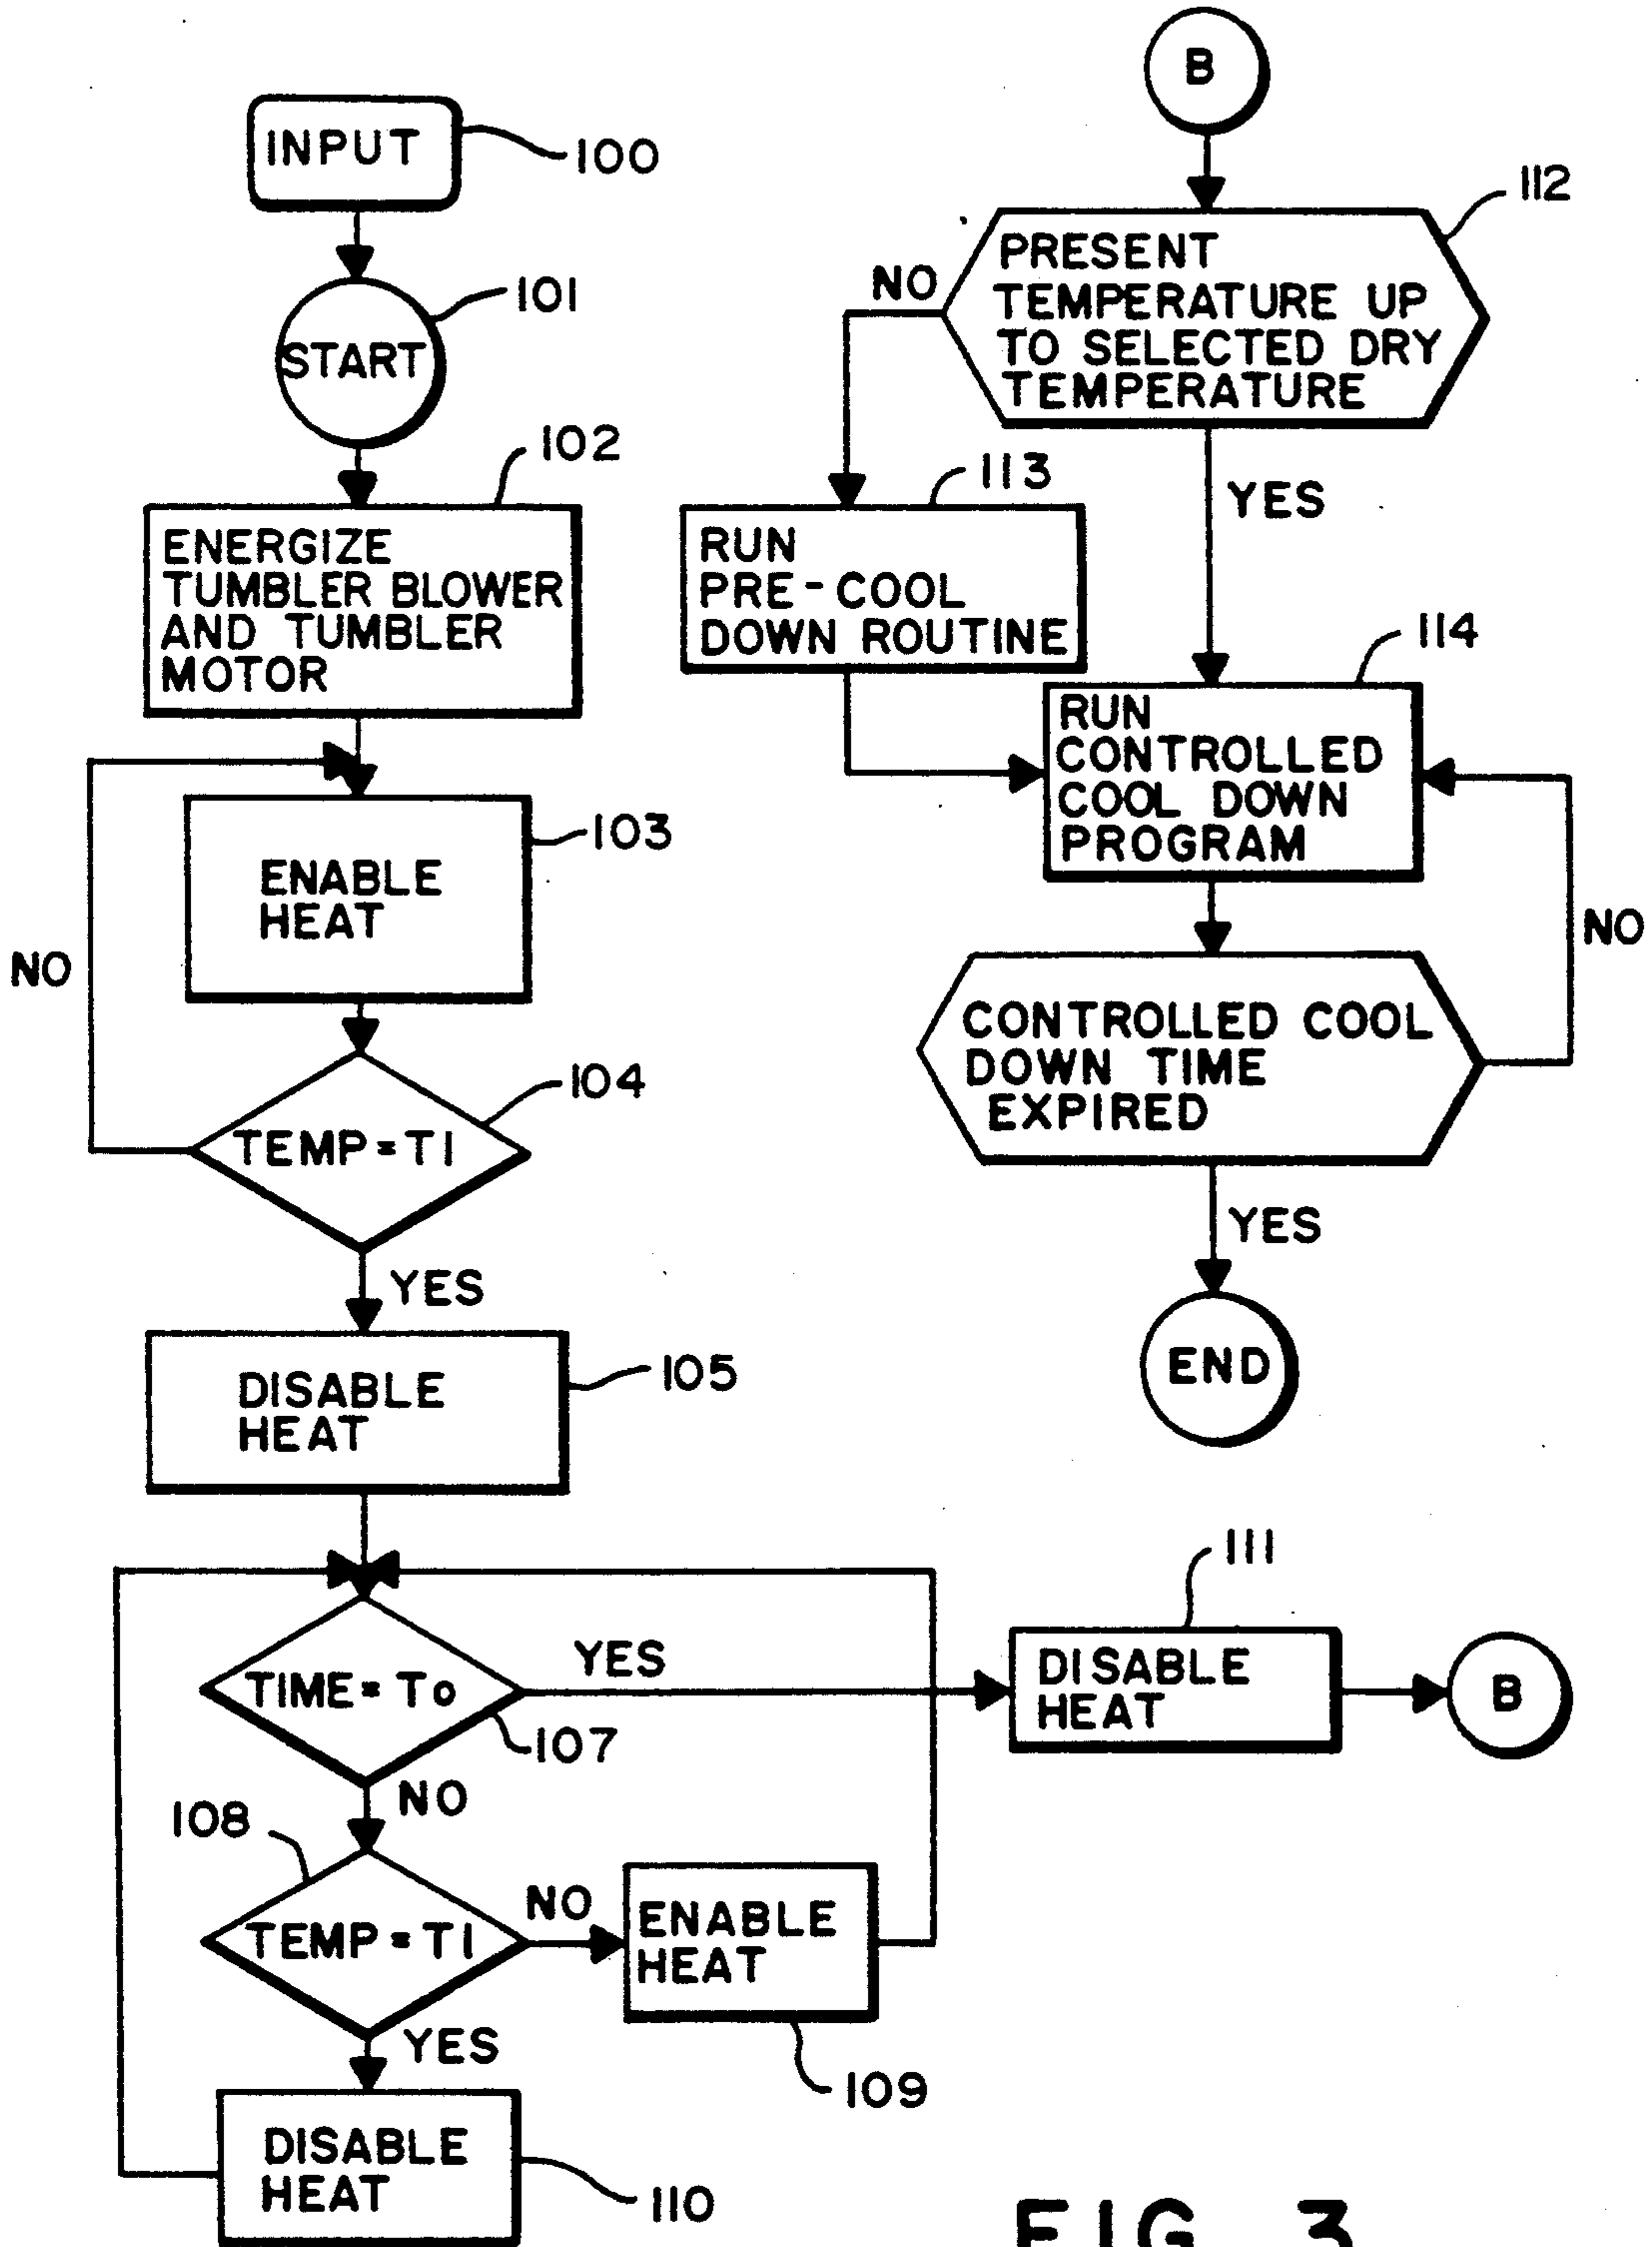 INPUT
100
START
101
ENERGIZE
TUMBLER BLOWER
AND TUMBLER
MOTOR
102
ENABLE
HEAT
103
NO
TEMP = T1
104
YES
DISABLE
HEAT
105
TIME = To
107
YES
NO
108
TEMP = T1
NO
ENABLE
HEAT
109
YES
DISABLE
HEAT
110
111
DISABLE
HEAT
B
B
112
PRESENT
TEMPERATURE UP
TO SELECTED DRY
TEMPERATURE
NO
YES
113
RUN
PRE-COOL
DOWN ROUTINE
114
RUN
CONTROLLED
COOL DOWN
PROGRAM
NO
CONTROLLED COOL
DOWN TIME
EXPIRED
YES
END
FIG. 3